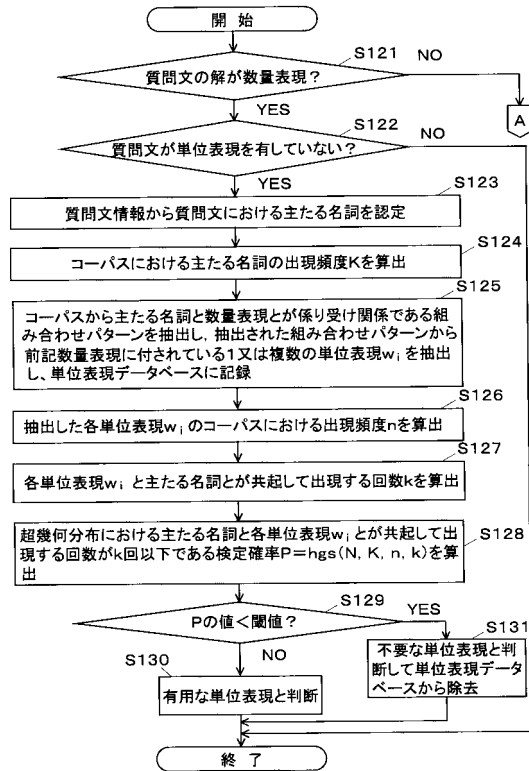 開 始
S121
質問文の解が数量表現？
NO
A
YES
S122
質問文が単位表現を有していない？
NO
YES
S123
質問文情報から質問文における主たる名詞を認定
S124
コーパスにおける主たる名詞の出現頻度Kを算出
S125
コーパスから主たる名詞と数量表現とが係り受け関係である組
み合わせパターンを抽出し，抽出された組み合わせパターンから
前記数量表現に付されている1又は複数の単位表現wiを抽出
し、単位表現データベースに記録
S126
抽出した各単位表現wiのコーパスにおける出現頻度nを算出
S127
各単位表現wiと主たる名詞とが共起して出現する回数kを算出
S128
超幾何分布における主たる名詞と各単位表現wiとが共起して出
現する回数がk回以下である検定確率P＝hgs(N, K, n, k)を算
出
S129
Pの値＜閾値？
YES
S131
不要な単位表現と判
断して単位表現データ
ベースから除去
NO
S130
有用な単位表現と判断
終 了